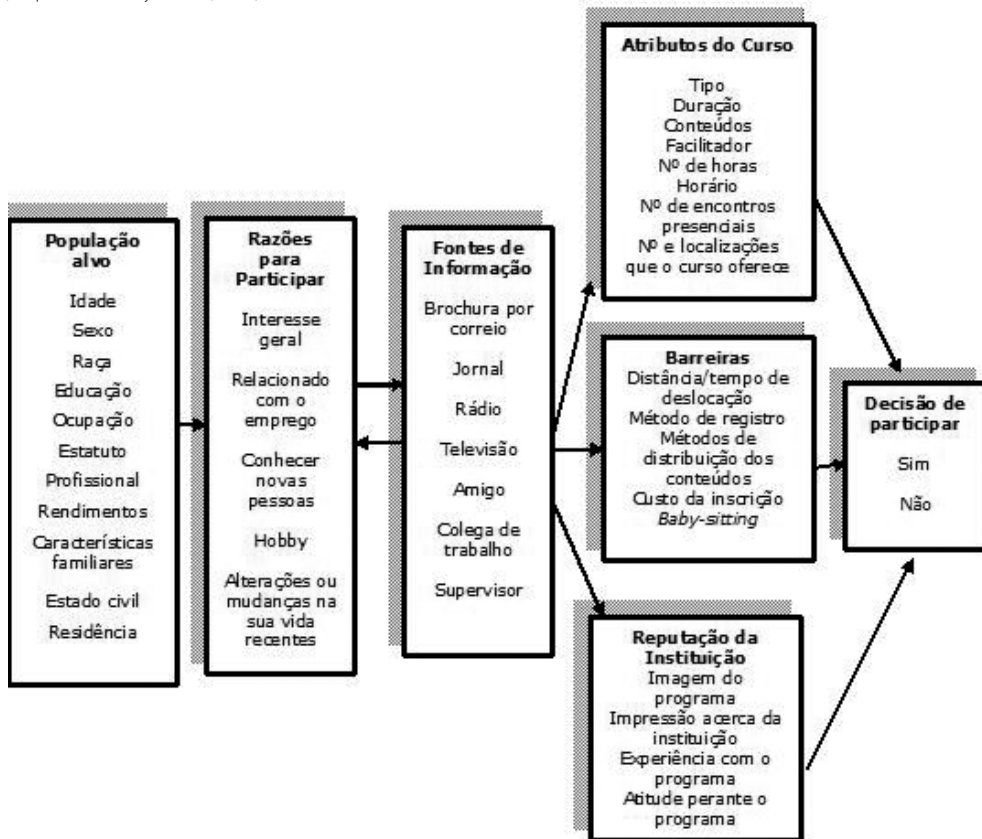 População
alvo
Idade
Sexo
Raça
Educação
Ocupação
Estatuto
Profissional
Rendimentos
Características
familiares
Estado civil
Residência
Razões
para
Participar
Interesse
geral
Relacionado
com o
emprego
Conhecer
novas
pessoas
Hobby
Alterações ou
mudanças na
sua vida
recentes
Fontes de
Informação
Brochura por
correio
Jornal
Rádio
Televisão
Amigo
Colega de
trabalho
Supervisor
Atributos do Curso
Tipo
Duração
Conteúdos
Facilitador
Nº de horas
Horário
Nº de encontros
presenciais
Nº e localizações
que o curso oferece
Barreiras
Distância/tempo de
deslocação
Método de registro
Métodos de
distribuição dos
conteúdos
Custo da inscrição
Baby-sitting
Reputação da
Instituição
Imagem do
programa
Impressão acerca da
instituição
Experiência com o
programa
Atitude perante o
programa
Decisão de
participar
Sim
Não